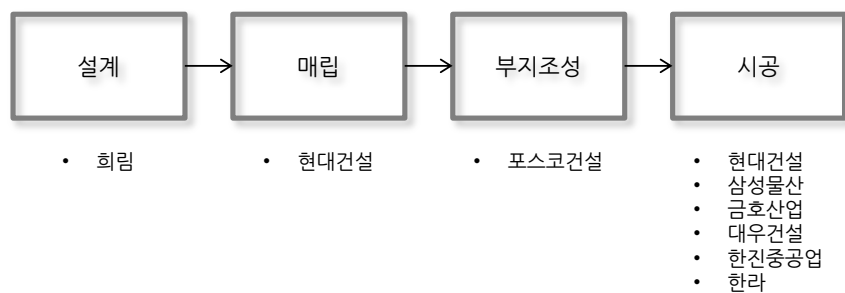 설계
매립
부지조성
시공
• 희림
• 현대건설
• 포스코건설
• 현대건설
• 삼성물산
• 금호산업
• 대우건설
• 한진중공업
• 한라